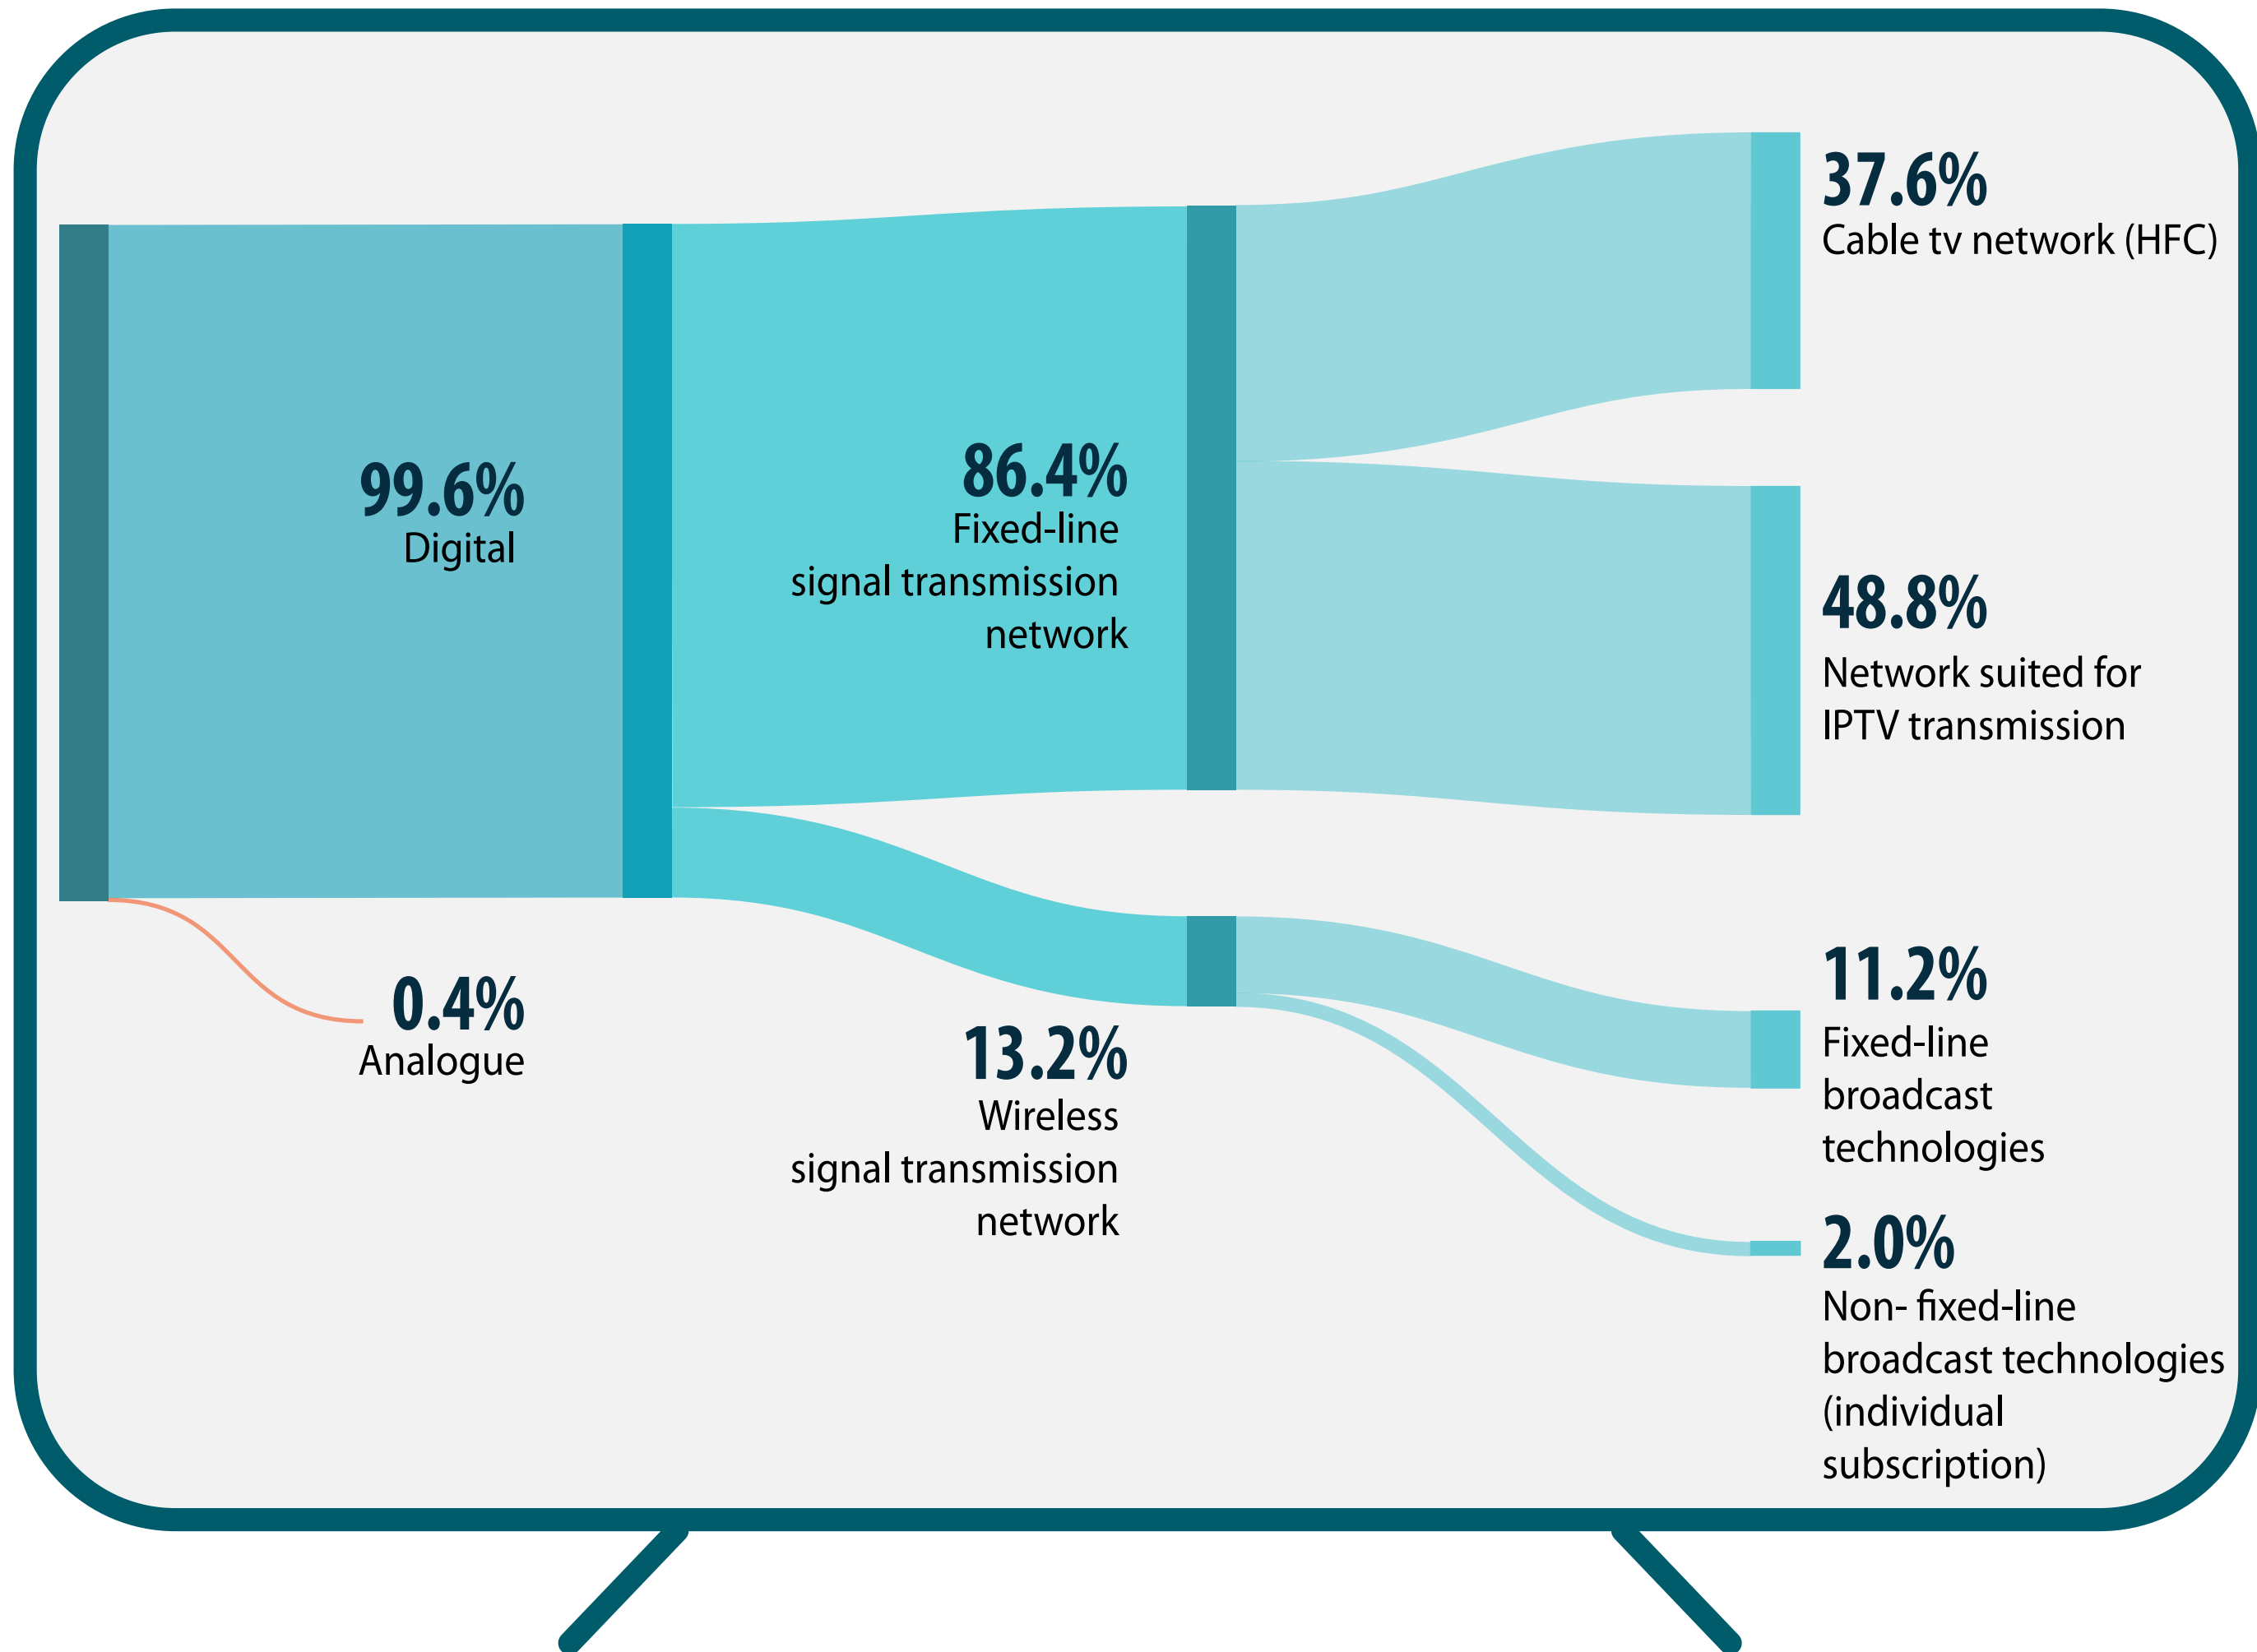 99.6%
Digital
0.4%
Analogue
86.4%
Fixed-line
signal transmission
network
13.2%
Wireless
signal transmission
network
37.6%
Cable tv network (HFC)
48.8%
Network suited for
IPTV transmission
11.2%
Fixed-line
broadcast
technologies
2.0%
Non- fixed-line
broadcast technologies
(individual
subscription)